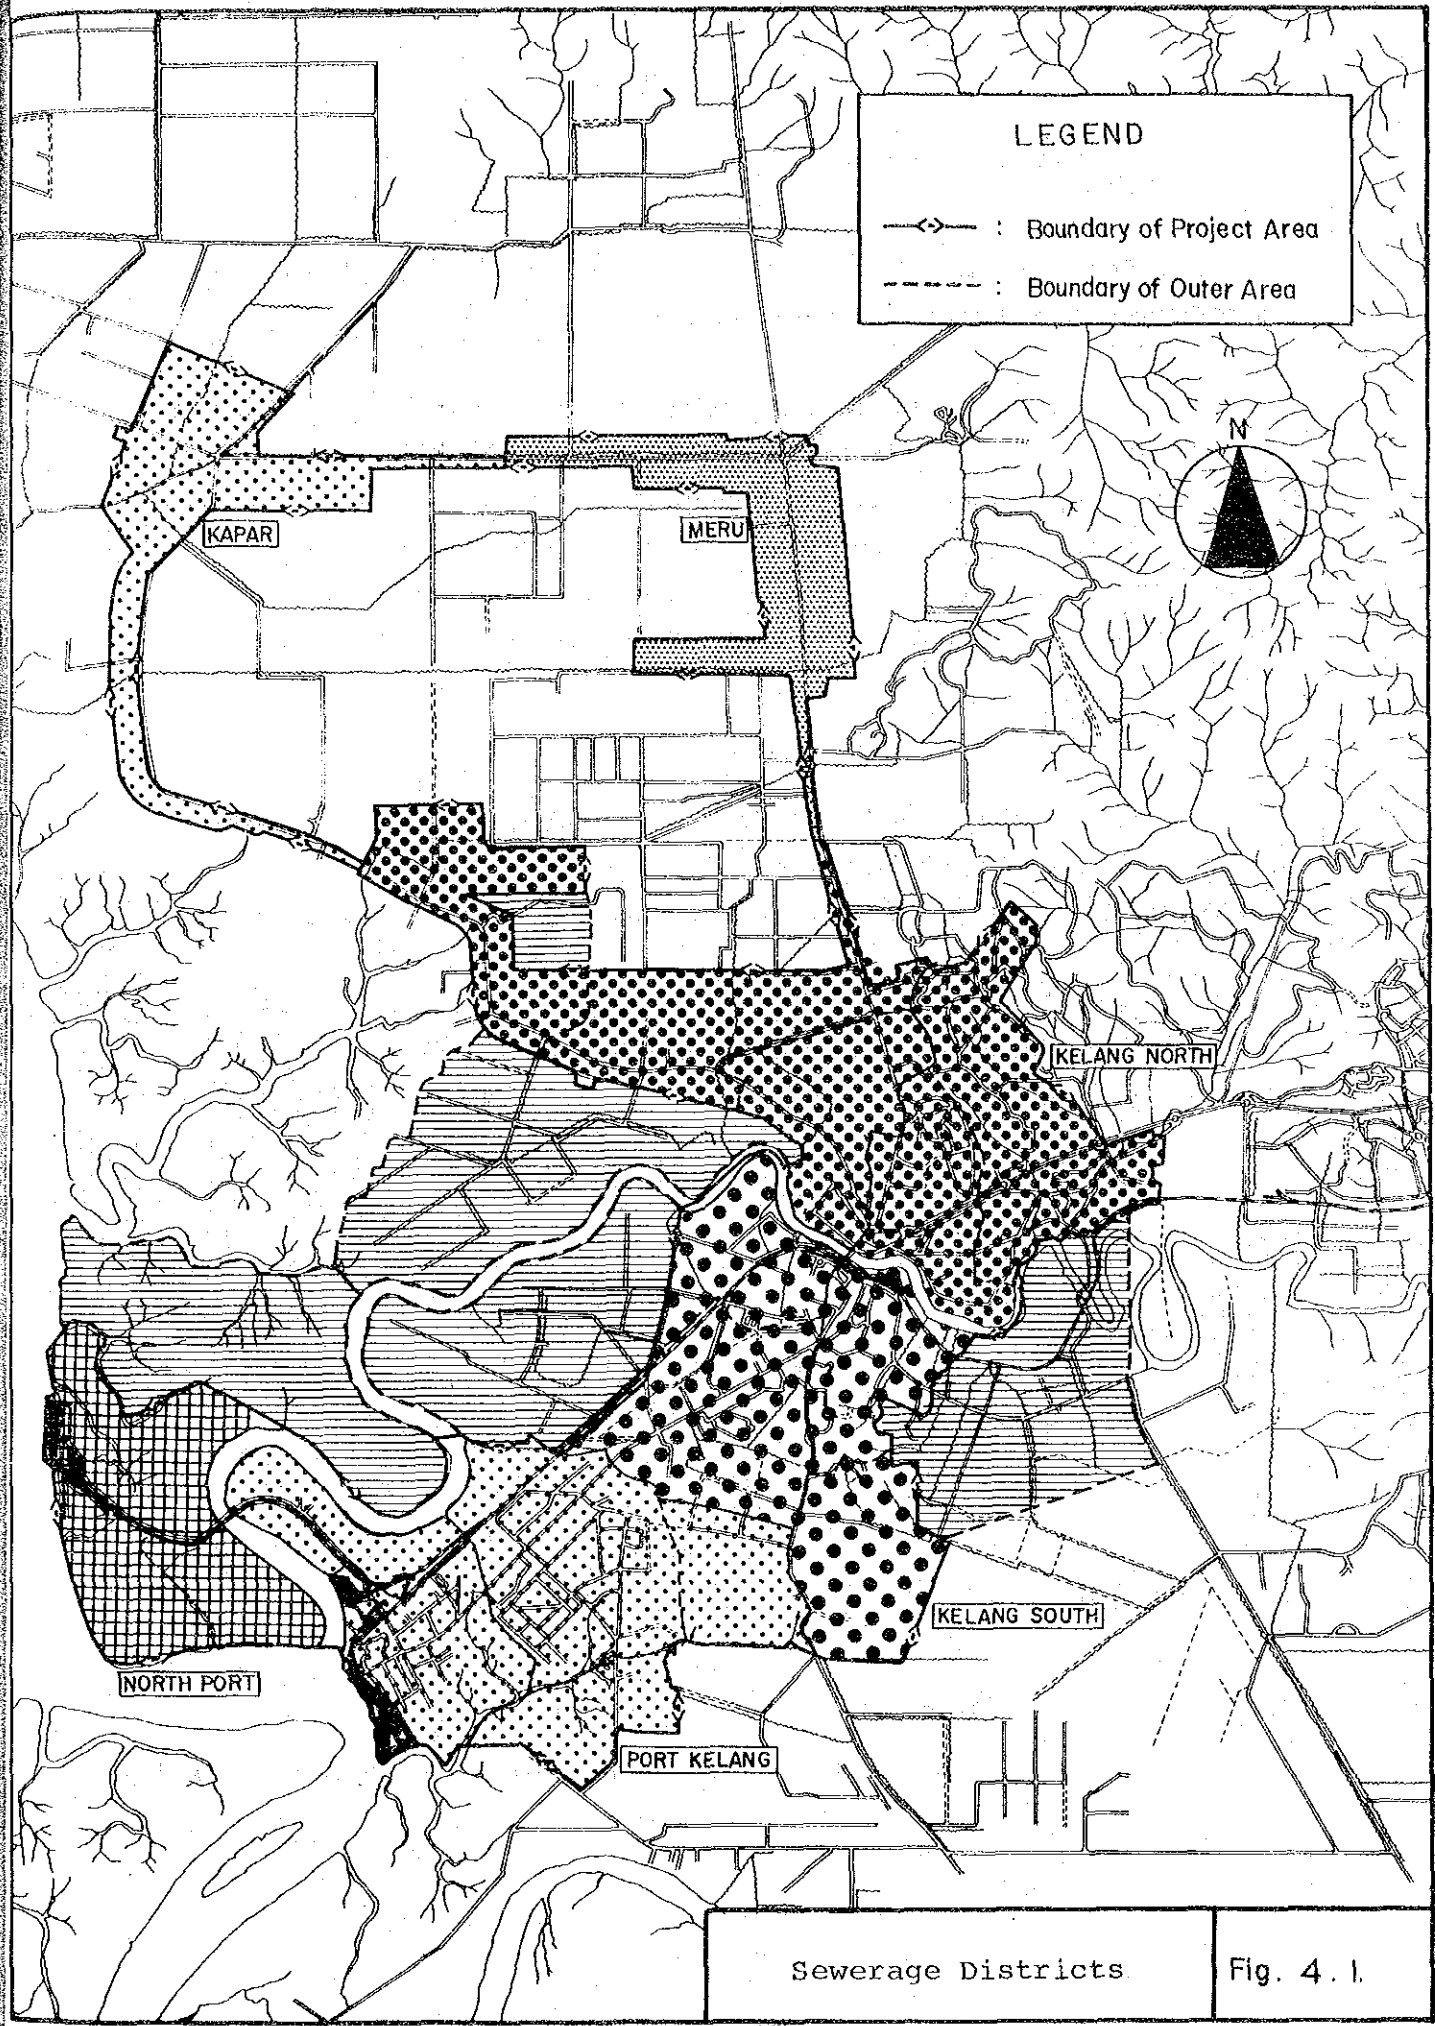 LEGEND
—<->— : Boundary of Project Area
------ : Boundary of Outer Area
N
KAPAR
MERU
KELANG NORTH
KELANG SOUTH
NORTH PORT
PORT KELANG
Sewerage Districts
Fig. 4.1.